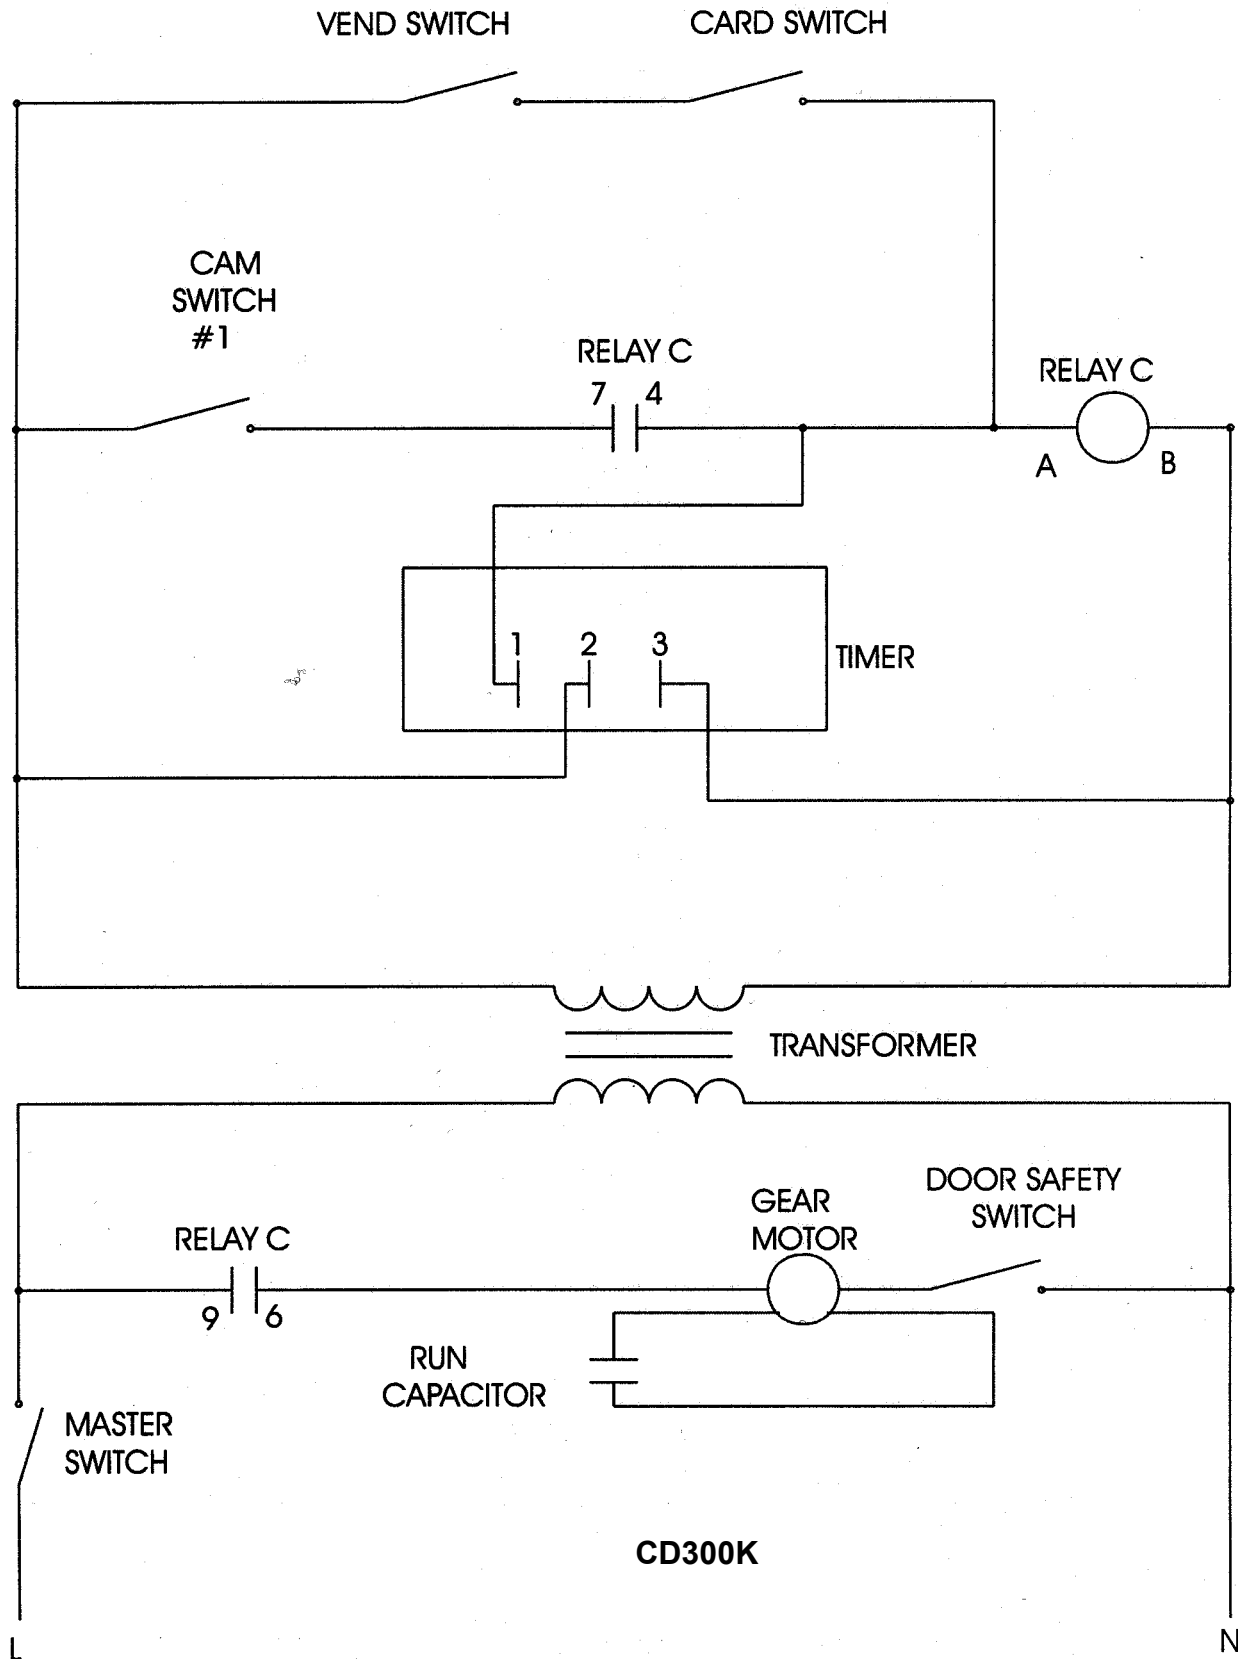 VEND SWITCH
CARD SWITCH
CAM
SWITCH
#1
RELAY C
7 4
RELAY C
A B
1 2 3
TIMER
TRANSFORMER
DOOR SAFETY
SWITCH
GEAR
MOTOR
RELAY C
9 6
RUN
CAPACITOR
MASTER
SWITCH
CD300K
L N